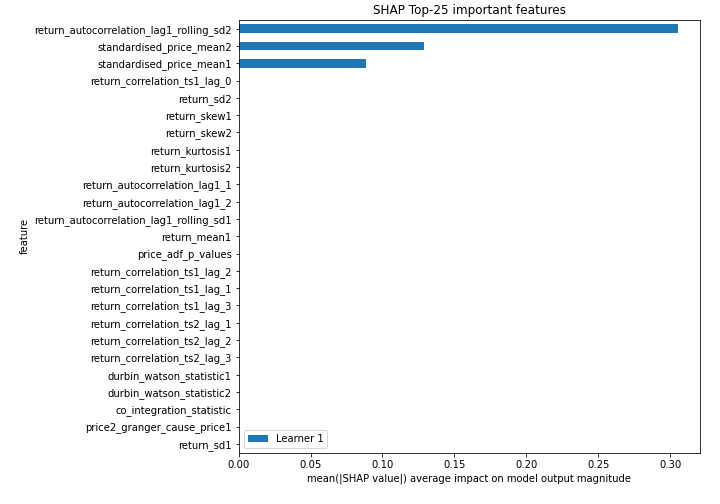 SHAP Top-25 important features
return_autocorrelation_lag1_rolling_sd2
standardised_price_mean2
standardised_price_mean1
return_correlation_ts1_lag_0
return_sd2
return_skew1
return_skew2
return_kurtosis1
return_kurtosis2
return_autocorrelation_lag1_1
return_autocorrelation_lag1_2
return_autocorrelation_lag1_rolling_sd1
return_mean1
price_adf_p_values
return_correlation_ts1_lag_2
return_correlation_ts1_lag_1
return_correlation_ts1_lag_3
return_correlation_ts2_lag_1
return_correlation_ts2_lag_2
return_correlation_ts2_lag_3
durbin_watson_statistic1
durbin_watson_statistic2
co_integration_statistic
price2_granger_cause_price1
return_sd1
feature
Learner 1
0.00 0.05 0.10 0.15 0.20 0.25 0.30
mean(|SHAP value|) average impact on model output magnitude